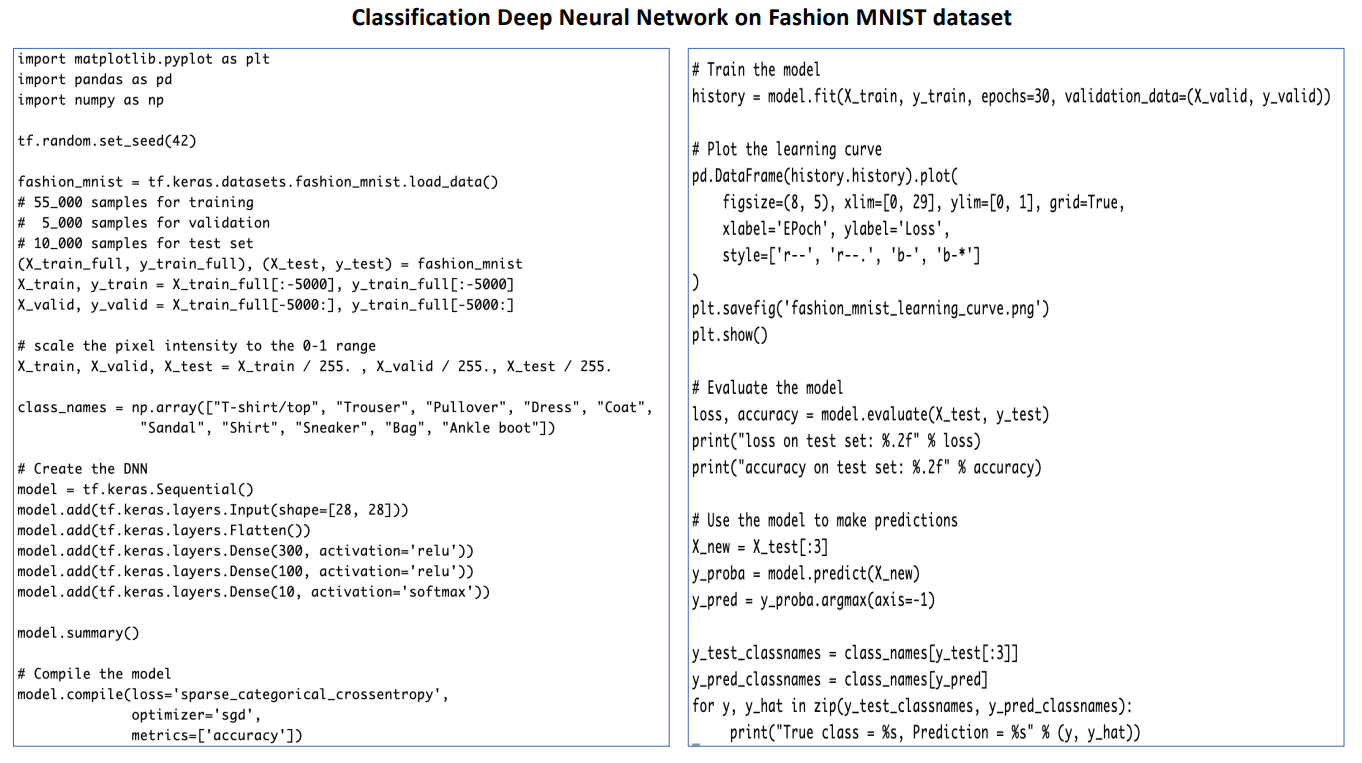 Classification Deep Neural Network on Fashion MNIST dataset
import matplotlib.pyplot as plt
import pandas as pd
import numpy as np
tf.random.set_seed(42)
fashion_mnist = tf.keras.datasets.fashion_mnist.load_data()
# 55_000 samples for training
#  5_000 samples for validation
# 10_000 samples for test set
(X_train_full, y_train_full), (X_test, y_test) = fashion_mnist
X_train, y_train = X_train_full[:-5000], y_train_full[:-5000]
X_valid, y_valid = X_train_full[-5000:], y_train_full[-5000:]
# scale the pixel intensity to the 0-1 range
X_train, X_valid, X_test = X_train / 255. , X_valid / 255., X_test / 255.
class_names = np.array(["T-shirt/top", "Trouser", "Pullover", "Dress", "Coat",
"Sandal", "Shirt", "Sneaker", "Bag", "Ankle boot"])
# Create the DNN
model = tf.keras.Sequential()
model.add(tf.keras.layers.Input(shape=[28, 28]))
model.add(tf.keras.layers.Flatten())
model.add(tf.keras.layers.Dense(300, activation='relu'))
model.add(tf.keras.layers.Dense(100, activation='relu'))
model.add(tf.keras.layers.Dense(10, activation='softmax'))
model.summary()
# Compile the model
model.compile(loss='sparse_categorical_crossentropy',
optimizer='sgd',
metrics=['accuracy'])
# Train the model
history = model.fit(X_train, y_train, epochs=30, validation_data=(X_valid, y_valid))
# Plot the learning curve
pd.DataFrame(history.history).plot(
figsize=(8, 5), xlim=[0, 29], ylim=[0, 1], grid=True,
xlabel='EPoch', ylabel='Loss',
style=['r--', 'r--.', 'b-', 'b-*']
)
plt.savefig('fashion_mnist_learning_curve.png')
plt.show()
# Evaluate the model
loss, accuracy = model.evaluate(X_test, y_test)
print("loss on test set: %.2f" % loss)
print("accuracy on test set: %.2f" % accuracy)
# Use the model to make predictions
X_new = X_test[:3]
y_proba = model.predict(X_new)
y_pred = y_proba.argmax(axis=-1)
y_test_classnames = class_names[y_test[:3]]
y_pred_classnames = class_names[y_pred]
for y, y_hat in zip(y_test_classnames, y_pred_classnames):
print("True class = %s, Prediction = %s" % (y, y_hat))